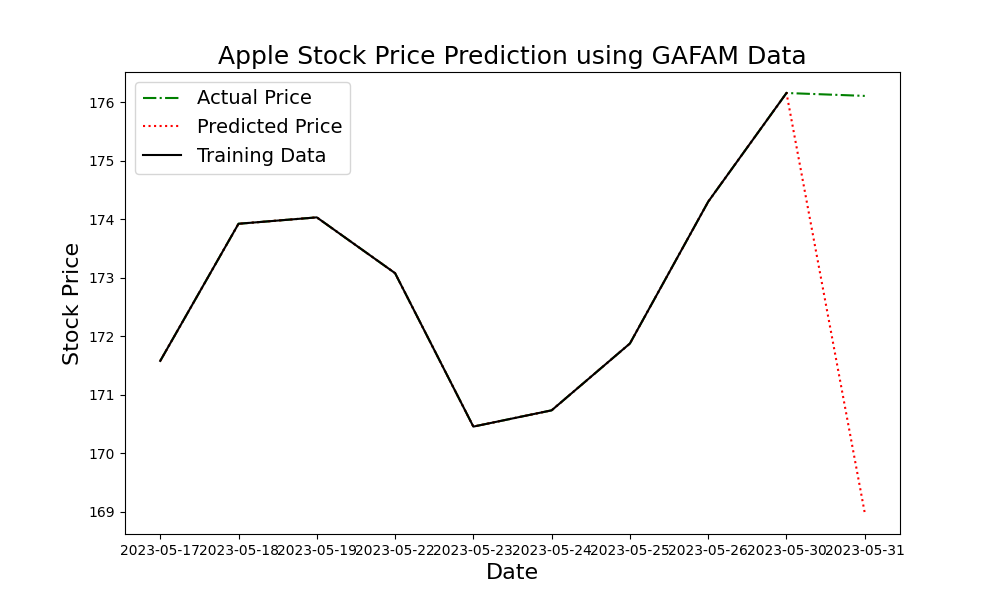 Apple Stock Price Prediction using GAFAM Data
Actual Price
Predicted Price
Training Data
176
175
174
173
172
171
170
169
Stock Price
2023-05-17 2023-05-18 2023-05-19 2023-05-22 2023-05-23 2023-05-24 2023-05-25 2023-05-26 2023-05-30 2023-05-31
Date